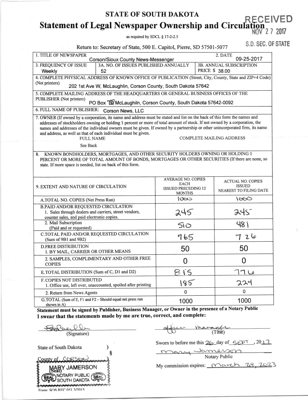 STATE OF SOUTH DAKOTA
Statement of Legal Newspaper Ownership and Circulation
as required by SDCL § 17-2-2.5
RECEIVED
NOV 27 2017
S.D. SEC. OF STATE
Return to: Secretary of State, 500 E. Capitol, Pierre, SD 57501-5077
1. TITLE OF NEWSPAPER
Corson/Sioux County News-Messenger
2. DATE
09-25-2017
3. FREQUENCY OF ISSUE
Weekly
3A. NO. OF ISSUES PUBLISHED ANNUALLY
52
3B. ANNUAL SUBSCRIPTION
PRICE $ 38.00
4. COMPLETE PHYSICAL ADDRESS OF KNOWN OFFICE OF PUBLICATION (Street, City, County, State and ZIP+4 Code)
(Not printers)
202 1st Ave W, McLaughlin, Corson County, South Dakota 57642
5. COMPLETE MAILING ADDRESS OF THE HEADQUARTERS OR GENERAL BUSINESS OFFICES OF THE
PUBLISHER (Not printers)
McLaughlin, Corson County, South Dakota 57642-0092
6. FULL NAME OF PUBLISHER: Corson News, LLC
7. OWNER (If owned by a corporation, its name and address must be stated and list on the back of this form the names and
addresses of stockholders owning or holding 1 percent or more of total amount of stock. If not owned by a corporation, the
names and addresses of the individual owners must be given. If owned by a partnership or other unincorporated firm, its name
and address, as well as that of each individual must be given.
FULL NAME
COMPLETE MAILING ADDRESS
See Back
8. KNOWN BONDHOLDERS, MORTGAGES, AND OTHER SECURITY HOLDERS OWNING OR HOLDING 1
PERCENT OR MORE OF TOTAL AMOUNT OF BONDS, MORTGAGES OR OTHER SECURITIES (If there are none, so
state. If more space is needed, list on back of this form.
9. EXTENT AND NATURE OF CIRCULATION
AVERAGE NO. COPIES
EACH
ISSUED PRECEDING 12
MONTHS
ACTUAL NO. COPIES
ISSUED
NEAREST TO FILING DATE
A. TOTAL NO. COPIES (Net Press Run)
1000
1000
B. PAID AND/OR REQUESTED CIRCULATION
1. Sales through dealers and carriers, street vendors,
counter sales, and paid electronic copies.
245
245
2. Mail Subscription
(Paid and or requested)
481
C. TOTAL PAID AND/OR REQUESTED CIRCULATION
(Sum of 9B1 and 9B2)
765
726
D. FREE DISTRIBUTION
1. BY MAIL, CARRIER OR OTHER MEANS
50
50
2. SAMPLES, COMPLIMENTARY AND OTHER FREE
COPIES
0
0
E. TOTAL DISTRIBUTION (Sum of C, D1 and D2)
815
776
F. COPIES NOT DISTRIBUTED
1. Office use, left over, unaccounted, spoiled after printing
185
224
2. Return from News Agents
0
0
G. TOTAL (Sum of E, F1 and F2 - Should equal net press run
shown in A)
1000
1000
Statement must be signed by Publisher, Business Manager, or Owner in the presence of a Notary Public
I swear that the statements made by me are true, correct, and complete:
(Signature)
office manager
(Title)
State of South Dakota )
County of Corson
Sworn to before me this day of Sept, 2017
Mary Jamerson
Notary Public
My commission expires: March
MARY JAMERSON
NOTARY PUBLIC
SOUTH DAKOTA
SEAL